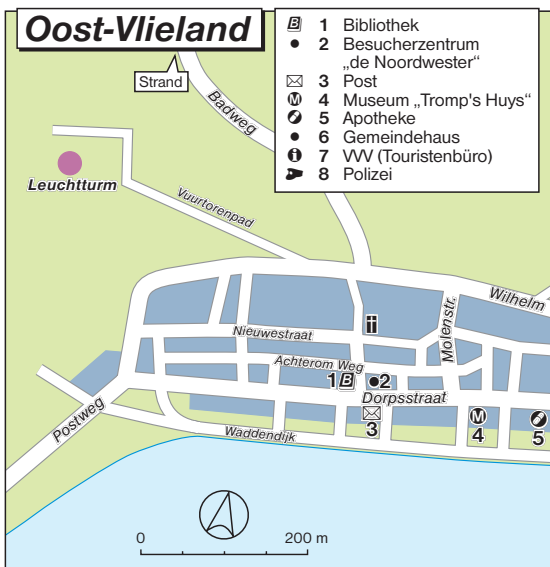 Oost-Vlieland
B 1 Bibliothek
2 Besucherzentrum
„de Noordwester“
3 Post
M 4 Museum „Tromp's Huys“
5 Apotheke
6 Gemeindehaus
i 7 VVV (Touristenbüro)
8 Polizei
Strand
Badweg
Leuchtturm
Vuurtorenpad
Wilhelm
Molenstr.
Nieuwestraat
Achterom Weg
1 B
2
Dorpsstraat
Postweg
Waddendijk
3
M
4
5
0 200 m